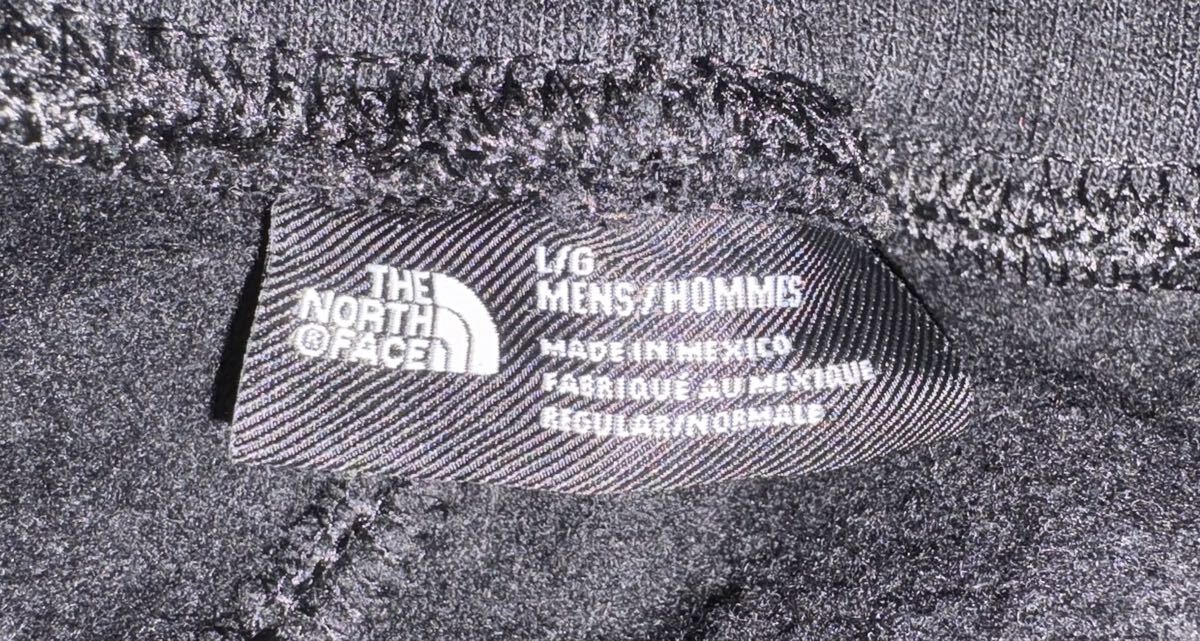 THE
NORTH
®FACE
L/G
MENS/HOMMES
MADE IN MEXICO
FABRIQUÉ AU MEXIQUE
REGULAR/NORMALE